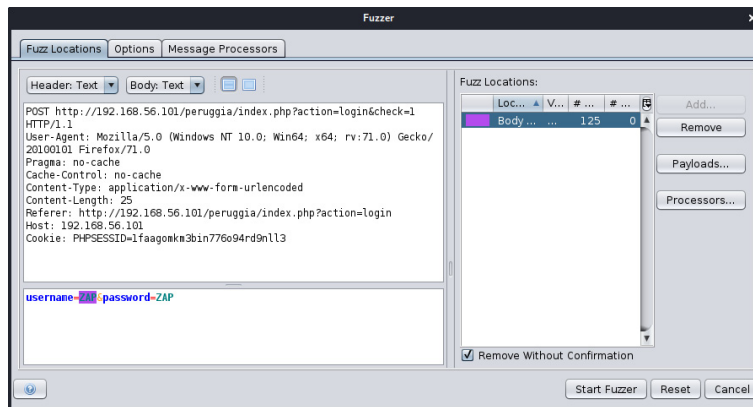 Fuzzer
Fuzz Locations Options Message Processors
Header: Text Body: Text
POST http://192.168.56.101/peruggia/index.php?action=login&check=1
HTTP/1.1
User-Agent: Mozilla/5.0 (Windows NT 10.0; Win64; x64; rv:71.0) Gecko/
20100101 Firefox/71.0
Pragma: no-cache
Cache-Control: no-cache
Content-Type: application/x-www-form-urlencoded
Content-Length: 25
Referer: http://192.168.56.101/peruggia/index.php?action=login
Host: 192.168.56.101
Cookie: PHPSESSID=1faagomkm3bin776o94rd9nll3
username=ZAP&password=ZAP
Fuzz Locations:
Loc... V... # ... # ...
Body ... ... 125 0
Add...
Remove
Payloads...
Processors...
Remove Without Confirmation
Start Fuzzer Reset Cancel